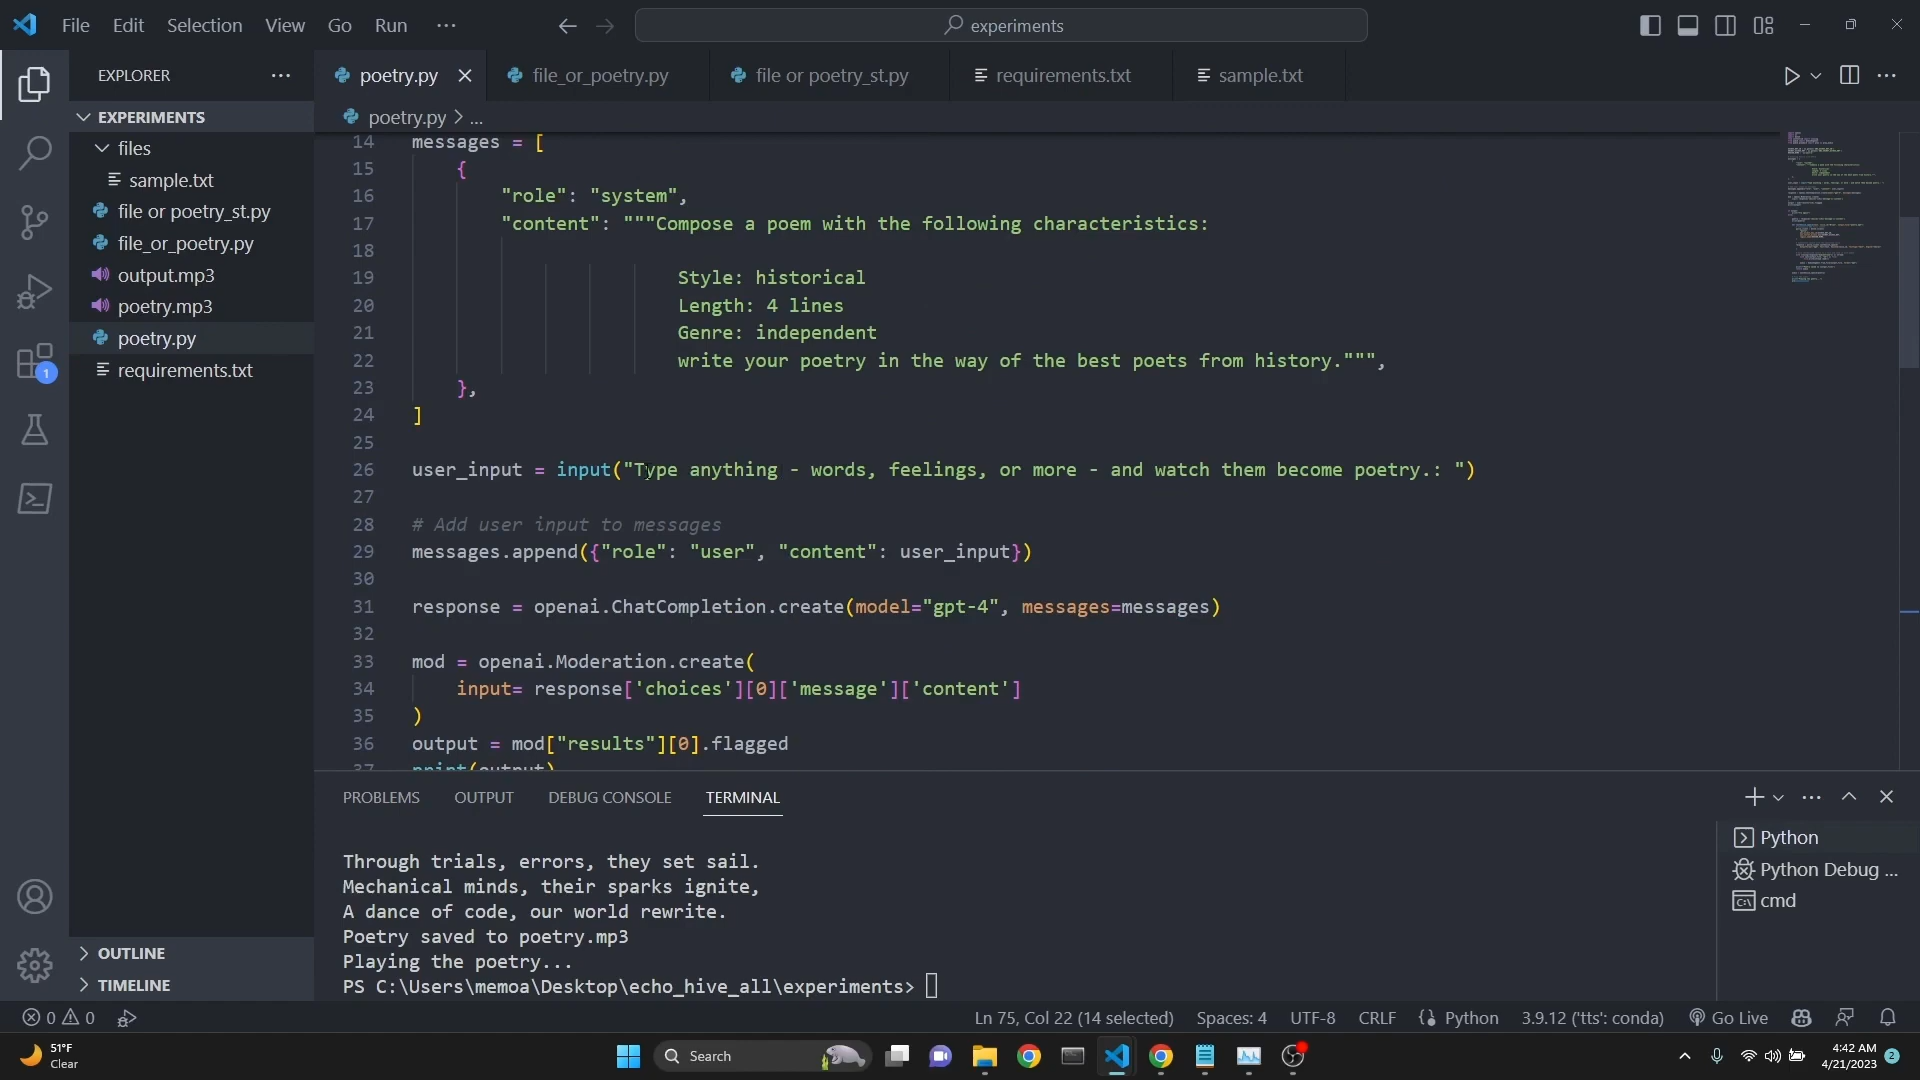 File Edit Selection View Go Run ...
experiments
EXPLORER ...
EXPERIMENTS
files
sample.txt
file or poetry_st.py
file_or_poetry.py
output.mp3
poetry.mp3
poetry.py
requirements.txt
1
OUTLINE
TIMELINE
poetry.py
file_or_poetry.py
file or poetry_st.py
requirements.txt
sample.txt
poetry.py > ...
14 messages = [
15 {
16 "role": "system",
17 "content": """Compose a poem with the following characteristics:
18
19 Style: historical
20 Length: 4 lines
21 Genre: independent
22 write your poetry in the way of the best poets from history.""",
23 },
24 ]
25
26 user_input = input("Type anything - words, feelings, or more - and watch them become poetry.: ")
27
28 # Add user input to messages
29 messages.append({"role": "user", "content": user_input})
30
31 response = openai.ChatCompletion.create(model="gpt-4", messages=messages)
32
33 mod = openai.Moderation.create(
34 input= response['choices'][0]['message']['content']
35 )
36 output = mod["results"][0].flagged
37 print(output)
PROBLEMS OUTPUT DEBUG CONSOLE TERMINAL
Through trials, errors, they set sail.
Mechanical minds, their sparks ignite,
A dance of code, our world rewrite.
Poetry saved to poetry.mp3
Playing the poetry...
PS C:\Users\memoa\Desktop\echo_hive_all\experiments>
Python
Python Debug ...
cmd
0 0 Ln 75, Col 22 (14 selected) Spaces: 4 UTF-8 CRLF Python 3.9.12 ('tts': conda) Go Live
51°F
Clear
Search
4:42 AM
4/21/2023
2